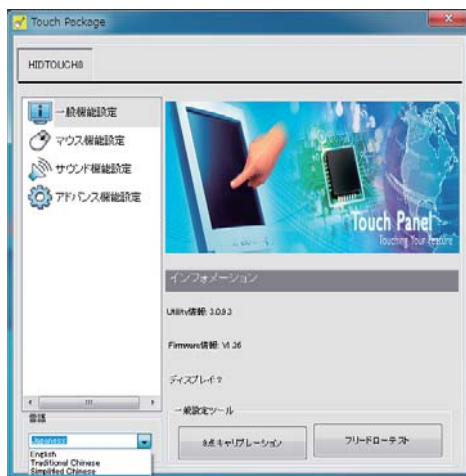 Touch Package
HIDTOUCH0
一般機能設定
マウス機能設定
サウンド機能設定
アドバンス機能設定
Touch Panel
Touching Your Feature
インフォメーション
Utility情報: 3.0.9.3
Firmware情報: V1.26
ディスプレイ:
一般設定ツール
キャリブレーション
フリードローテスト
言語
Japanese
English
Traditional Chinese
Simplified Chinese